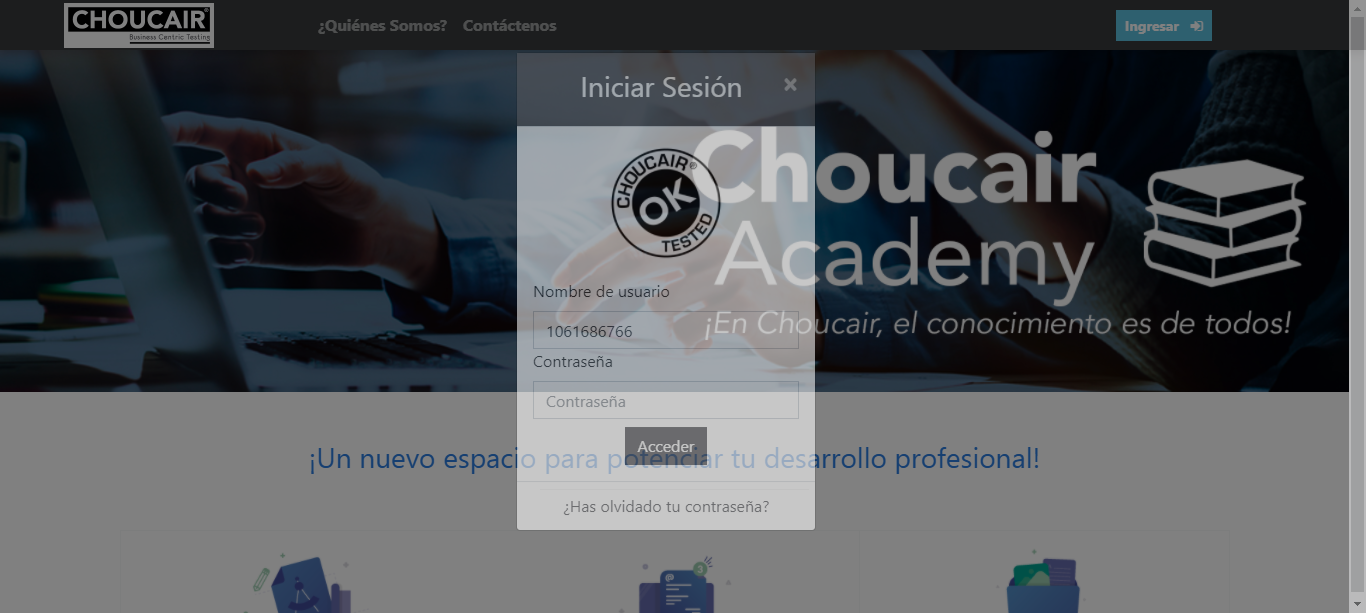 CHOUCAIR®
Business Centric Testing
¿Quiénes Somos?
Contáctenos
Ingresar
Iniciar Sesión
×
CHOUCAIR®
OK
TESTED
Choucair
Academy
¡En Choucair, el conocimiento es de todos!
Nombre de usuario
1061686766
Contraseña
Contraseña
Acceder
¡Un nuevo espacio para potenciar tu desarrollo profesional!
¿Has olvidado tu contraseña?
3